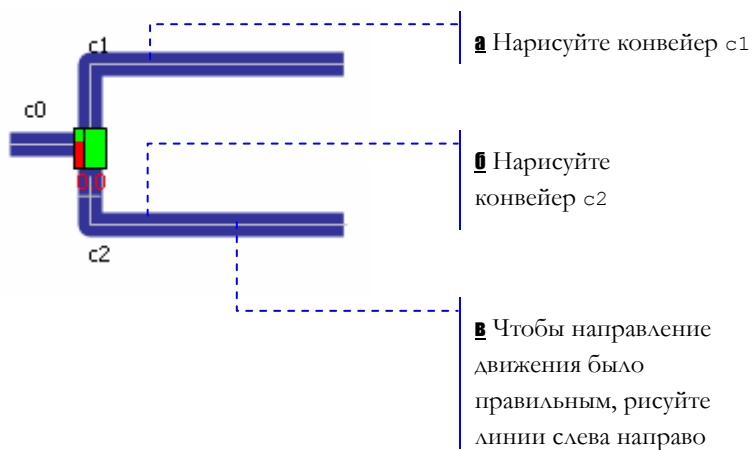 c1
а Нарисуйте конвейер c1
c0
б Нарисуйте
конвейер c2
0 0
c2
в Чтобы направление
движения было
правильным, рисуйте
линии слева направо